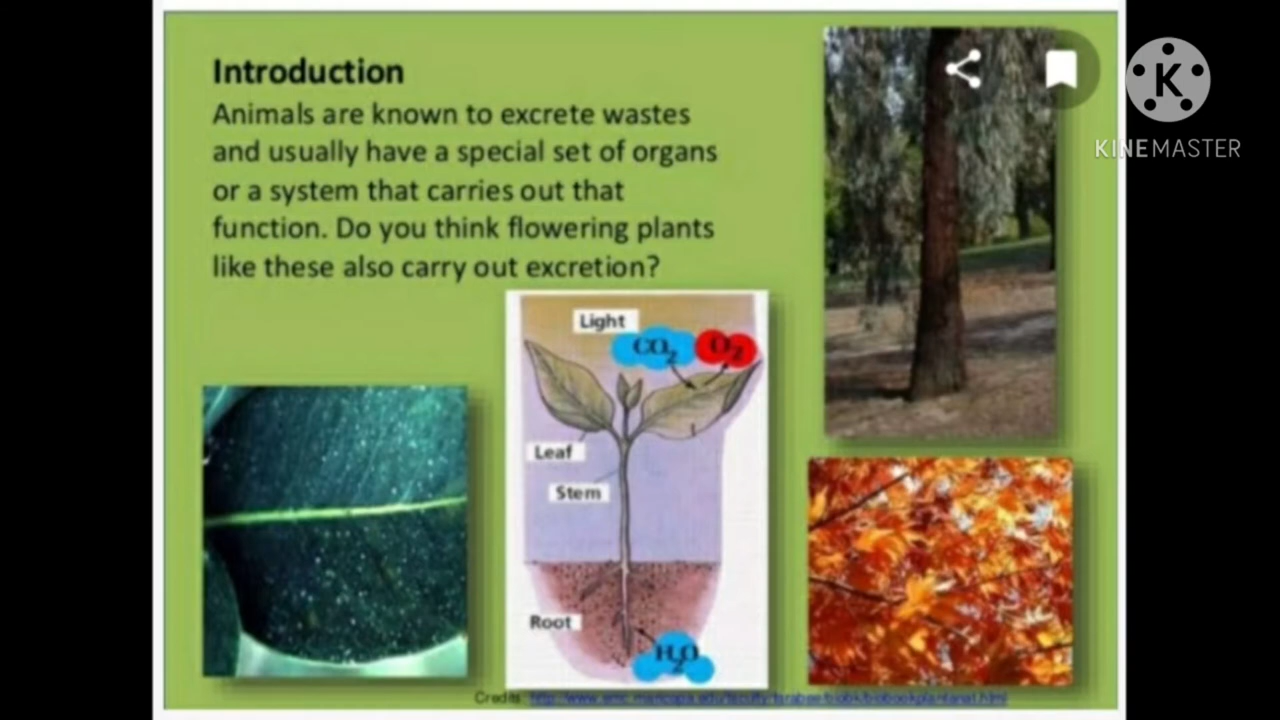 Introduction
Animals are known to excrete wastes
and usually have a special set of organs
or a system that carries out that
function. Do you think flowering plants
like these also carry out excretion?
K
KINEMASTER
Light
CO₂
O₂
Leaf
Stem
Root
H₂O
Credits: